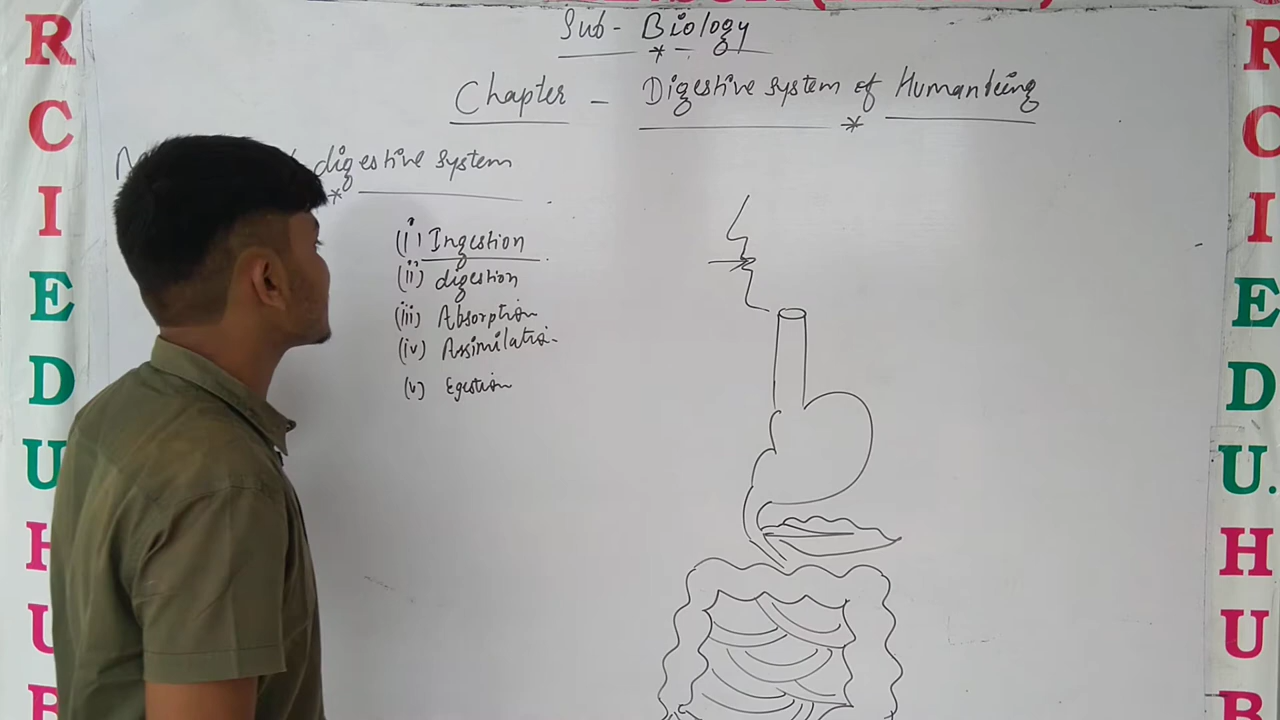 Sub- Biology
Chapter - Digestive system of Humanbeing
digestive system
(i) Ingestion
(ii) digestion
(iii) Absorption
(iv) Assimilation
(v) Egestion
R
C
I
E
D
U
H
U
B
R
C
I
E
D
U.
H
U
B